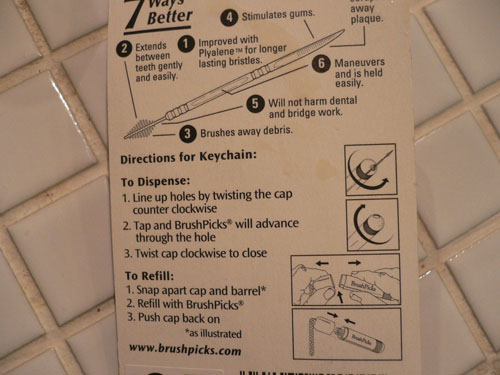 7 Ways
Better
4 Stimulates gums.
away
plaque.
2 Extends
between
teeth gently
and easily.
1 Improved with
Plyalene™ for longer
lasting bristles.
6 Maneuvers
and is held
easily.
5 Will not harm dental
and bridge work.
3 Brushes away debris.
Directions for Keychain:
To Dispense:
1. Line up holes by twisting the cap
counter clockwise
2. Tap and BrushPicks® will advance
through the hole
3. Twist cap clockwise to close
To Refill:
1. Snap apart cap and barrel*
2. Refill with BrushPicks®
3. Push cap back on
*as illustrated
www.brushpicks.com
BrushPicks
BrushPicks